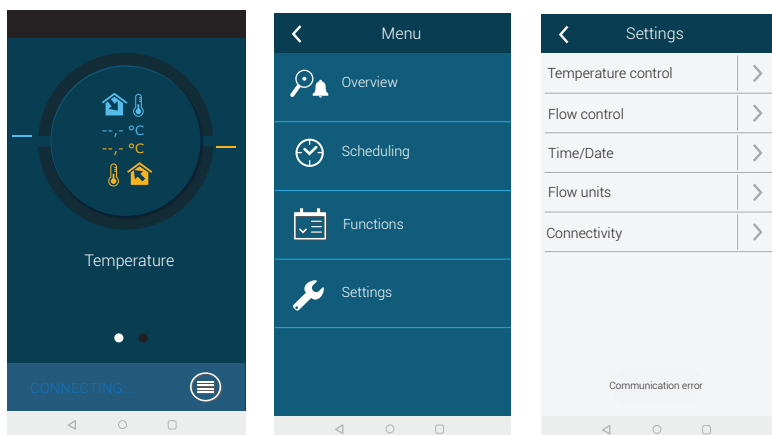 --,- °C
--,- °C
Temperature
CONNECTING...
Menu
Overview
Scheduling
Functions
Settings
Settings
Temperature control
Flow control
Time/Date
Flow units
Connectivity
Communication error